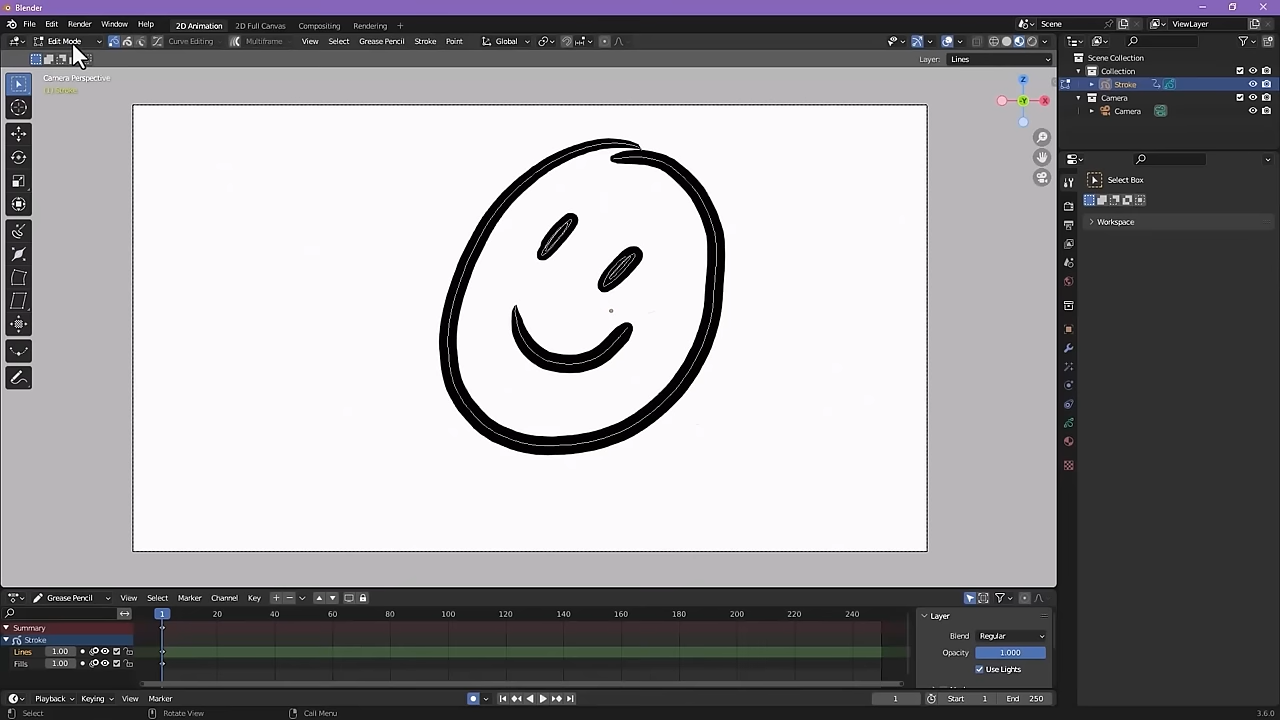 Blender
File Edit Render Window Help 2D Animation 2D Full Canvas Compositing Rendering + Scene ViewLayer
Edit Mode Curve Editing Multiframe View Select Grease Pencil Stroke Point Global
Layer: Lines
Camera Perspective
(1) Stroke
Z
-Y
X
Scene Collection
Collection
Stroke
Camera
Camera
Select Box
Workspace
Grease Pencil View Select Marker Channel Key
1 20 40 60 80 100 120 140 160 180 200 220 240
Summary
Stroke
Lines 1.00
Fills 1.00
Layer
Blend Regular
Opacity 1.000
Use Lights
Playback Keying View Marker 1 Start 1 End 250
Select Rotate View Call Menu 3.6.0